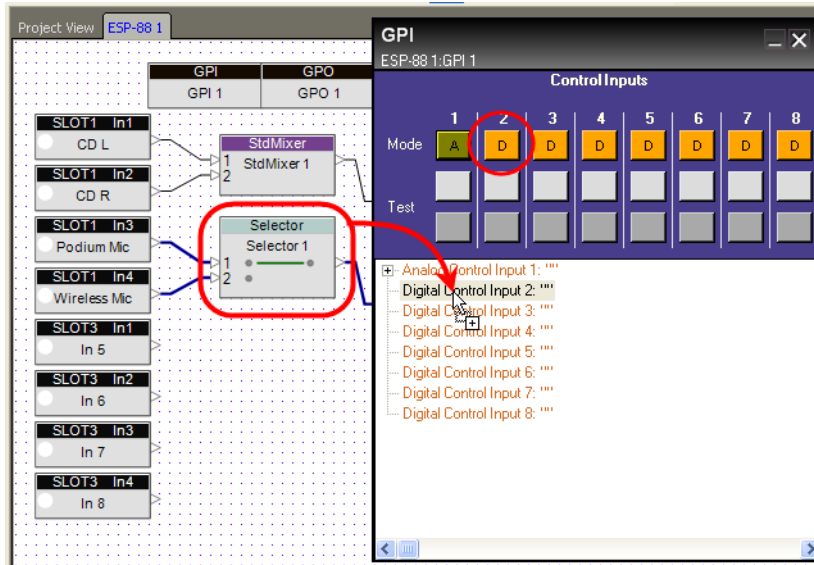 Project View ESP-88 1
GPI GPO
GPI 1 GPO 1
SLOT1 In1
CD L
SLOT1 In2
CD R
SLOT1 In3
Podium Mic
SLOT1 In4
Wireless Mic
SLOT3 In1
In 5
SLOT3 In2
In 6
SLOT3 In3
In 7
SLOT3 In4
In 8
StdMixer
1 StdMixer 1
2
Selector
Selector 1
1
2
GPI
ESP-88 1:GPI 1
Control Inputs
1 2 3 4 5 6 7 8
Mode A D D D D D D D
Test
Analog Control Input 1: ""
Digital Control Input 2: ""
Digital Control Input 3: ""
Digital Control Input 4: ""
Digital Control Input 5: ""
Digital Control Input 6: ""
Digital Control Input 7: ""
Digital Control Input 8: ""